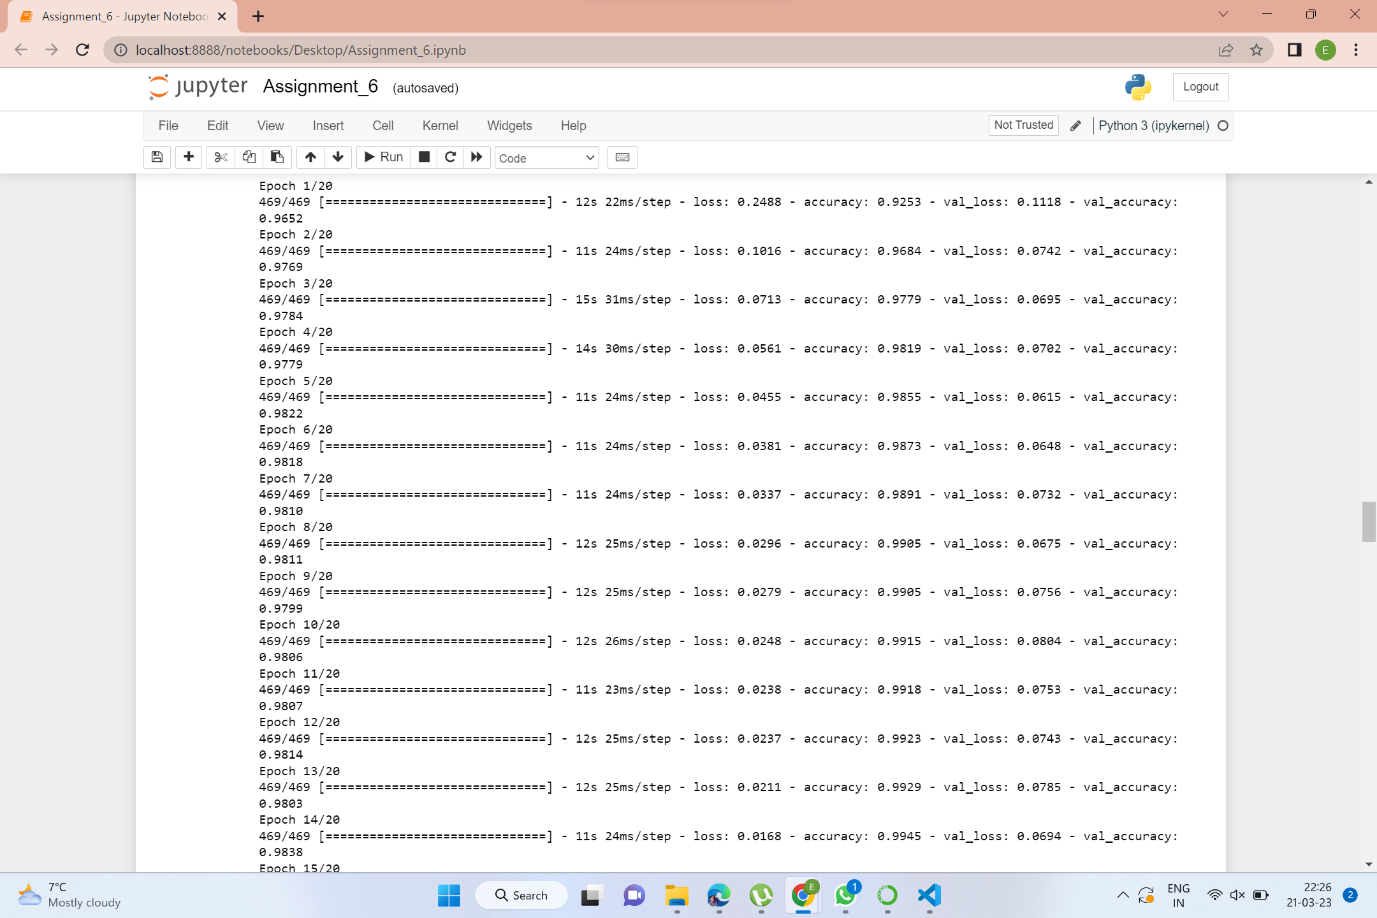 Assignment_6 - Jupyter Noteboo
localhost:8888/notebooks/Desktop/Assignment_6.ipynb
E
jupyter Assignment_6 (autosaved)
Logout
File Edit View Insert Cell Kernel Widgets Help
Not Trusted Python 3 (ipykernel)
Run Code
Epoch 1/20
469/469 [==============================] - 12s 22ms/step - loss: 0.2488 - accuracy: 0.9253 - val_loss: 0.1118 - val_accuracy:
0.9652
Epoch 2/20
469/469 [==============================] - 11s 24ms/step - loss: 0.1016 - accuracy: 0.9684 - val_loss: 0.0742 - val_accuracy:
0.9769
Epoch 3/20
469/469 [==============================] - 15s 31ms/step - loss: 0.0713 - accuracy: 0.9779 - val_loss: 0.0695 - val_accuracy:
0.9784
Epoch 4/20
469/469 [==============================] - 14s 30ms/step - loss: 0.0561 - accuracy: 0.9819 - val_loss: 0.0702 - val_accuracy:
0.9779
Epoch 5/20
469/469 [==============================] - 11s 24ms/step - loss: 0.0455 - accuracy: 0.9855 - val_loss: 0.0615 - val_accuracy:
0.9822
Epoch 6/20
469/469 [==============================] - 11s 24ms/step - loss: 0.0381 - accuracy: 0.9873 - val_loss: 0.0648 - val_accuracy:
0.9818
Epoch 7/20
469/469 [==============================] - 11s 24ms/step - loss: 0.0337 - accuracy: 0.9891 - val_loss: 0.0732 - val_accuracy:
0.9810
Epoch 8/20
469/469 [==============================] - 12s 25ms/step - loss: 0.0296 - accuracy: 0.9905 - val_loss: 0.0675 - val_accuracy:
0.9811
Epoch 9/20
469/469 [==============================] - 12s 25ms/step - loss: 0.0279 - accuracy: 0.9905 - val_loss: 0.0756 - val_accuracy:
0.9799
Epoch 10/20
469/469 [==============================] - 12s 26ms/step - loss: 0.0248 - accuracy: 0.9915 - val_loss: 0.0804 - val_accuracy:
0.9806
Epoch 11/20
469/469 [==============================] - 11s 23ms/step - loss: 0.0238 - accuracy: 0.9918 - val_loss: 0.0753 - val_accuracy:
0.9807
Epoch 12/20
469/469 [==============================] - 12s 25ms/step - loss: 0.0237 - accuracy: 0.9923 - val_loss: 0.0743 - val_accuracy:
0.9814
Epoch 13/20
469/469 [==============================] - 12s 25ms/step - loss: 0.0211 - accuracy: 0.9929 - val_loss: 0.0785 - val_accuracy:
0.9803
Epoch 14/20
469/469 [==============================] - 11s 24ms/step - loss: 0.0168 - accuracy: 0.9945 - val_loss: 0.0694 - val_accuracy:
0.9838
Epoch 15/20
7°C
Mostly cloudy
Search
E
1
ENG
IN
22:26
21-03-23
2